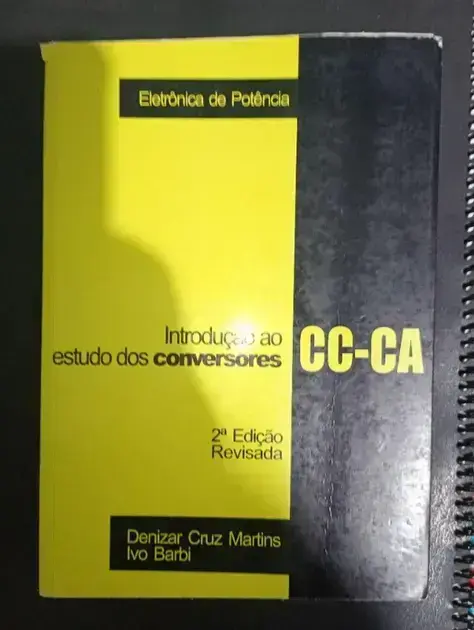 Eletrônica de Potência
Introdução ao
estudo dos conversores CC-CA
2ª Edição
Revisada
Denizar Cruz Martins
Ivo Barbi